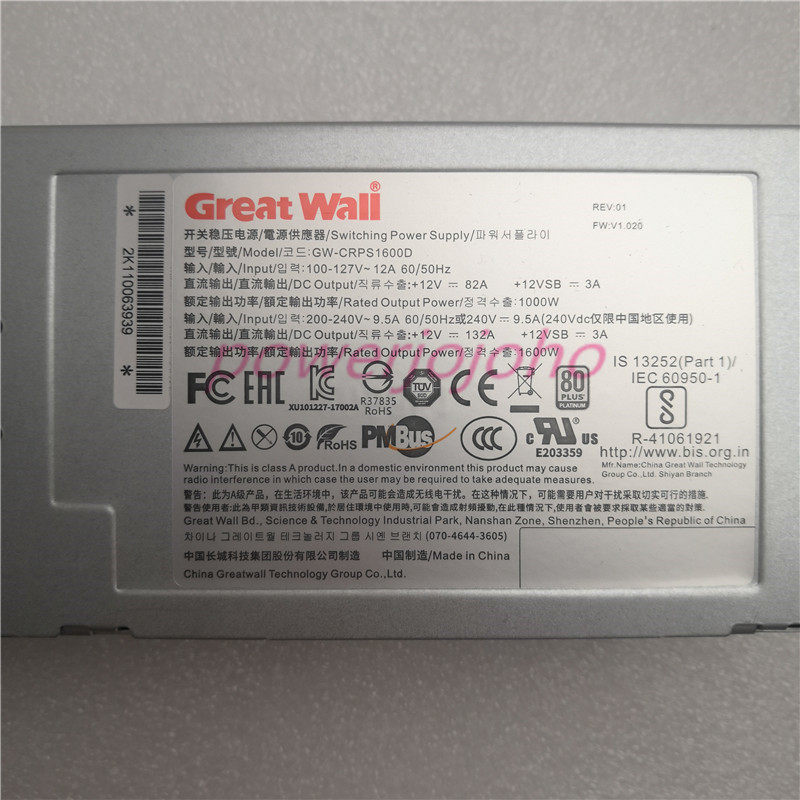 Great Wall®
REV:01
FW:V1.020
开关稳压电源/電源供應器/Switching Power Supply/파워서플라이
型号/型號/Model/코드:GW-CRPS1600D
输入/輸入/Input/입력:100-127V~ 12A 60/50Hz
直流输出/直流輸出/DC Output/직류수출:+12V ⎓ 82A +12VSB ⎓ 3A
额定输出功率/額定輸出功率/Rated Output Power/정격수출:1000W
输入/輸入/Input/입력:200-240V~ 9.5A 60/50Hz或240V⎓ 9.5A(240Vdc仅限中国地区使用)
直流输出/直流輸出/DC Output/직류수출:+12V ⎓ 132A +12VSB ⎓ 3A
额定输出功率/額定輸出功率/Rated Output Power/정격수출:1600W
powerjojoho
IS 13252(Part 1)/
IEC 60950-1
FC EAC
XU101227-17002A
R37835
RoHS
TÜV
CE
80
PLUS®
PLATINUM
R-41061921
www.bis.org.in
Mfr.Name:China Great Wall Technology
Group Co.,Ltd. Shiyan Branch
10
RoHS
PMBus
CCC
c UL US
E203359
Warning:This is a class A product.In a domestic environment this product may cause
radio interference in which case the user may be required to take adequate measures.
警告:此为A级产品，在生活环境中，该产品可能会造成无线电干扰。在这种情况下，可能需要用户对干扰采取切实可行的措施.
警告使用者:此為甲類資訊技術設備,於居住環境中使用時,可能會造成射頻擾動,在此種情況下,使用者會被要求採取某些適當的對策.
Great Wall Bd., Science & Technology Industrial Park, Nanshan Zone, Shenzhen, People's Republic of China
차이나 그레이트월 테크놀러지 그룹 시엔 브랜치 (070-4644-3605)
中国长城科技集团股份有限公司制造 中国制造/Made in China
China Greatwall Technology Group Co.,Ltd.
* 2K110063939 *